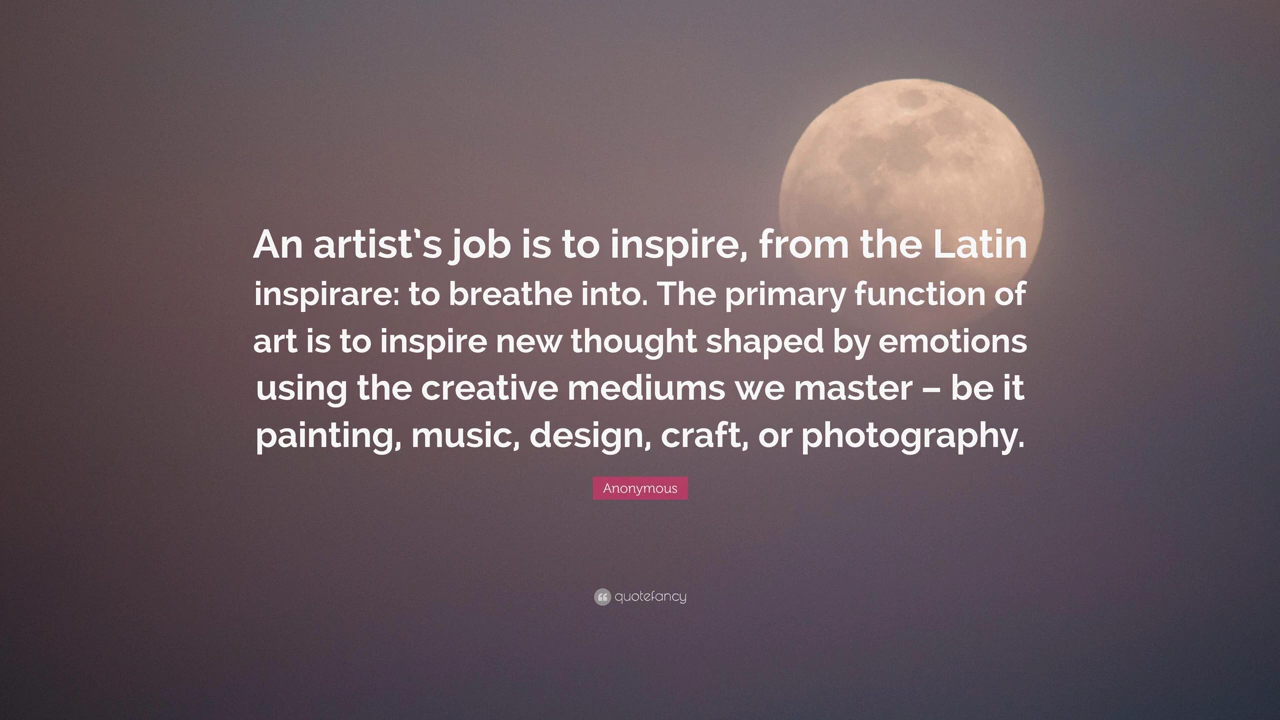 An artist’s job is to inspire, from the Latin
inspirare: to breathe into. The primary function of
art is to inspire new thought shaped by emotions
using the creative mediums we master – be it
painting, music, design, craft, or photography.
Anonymous
quotefancy